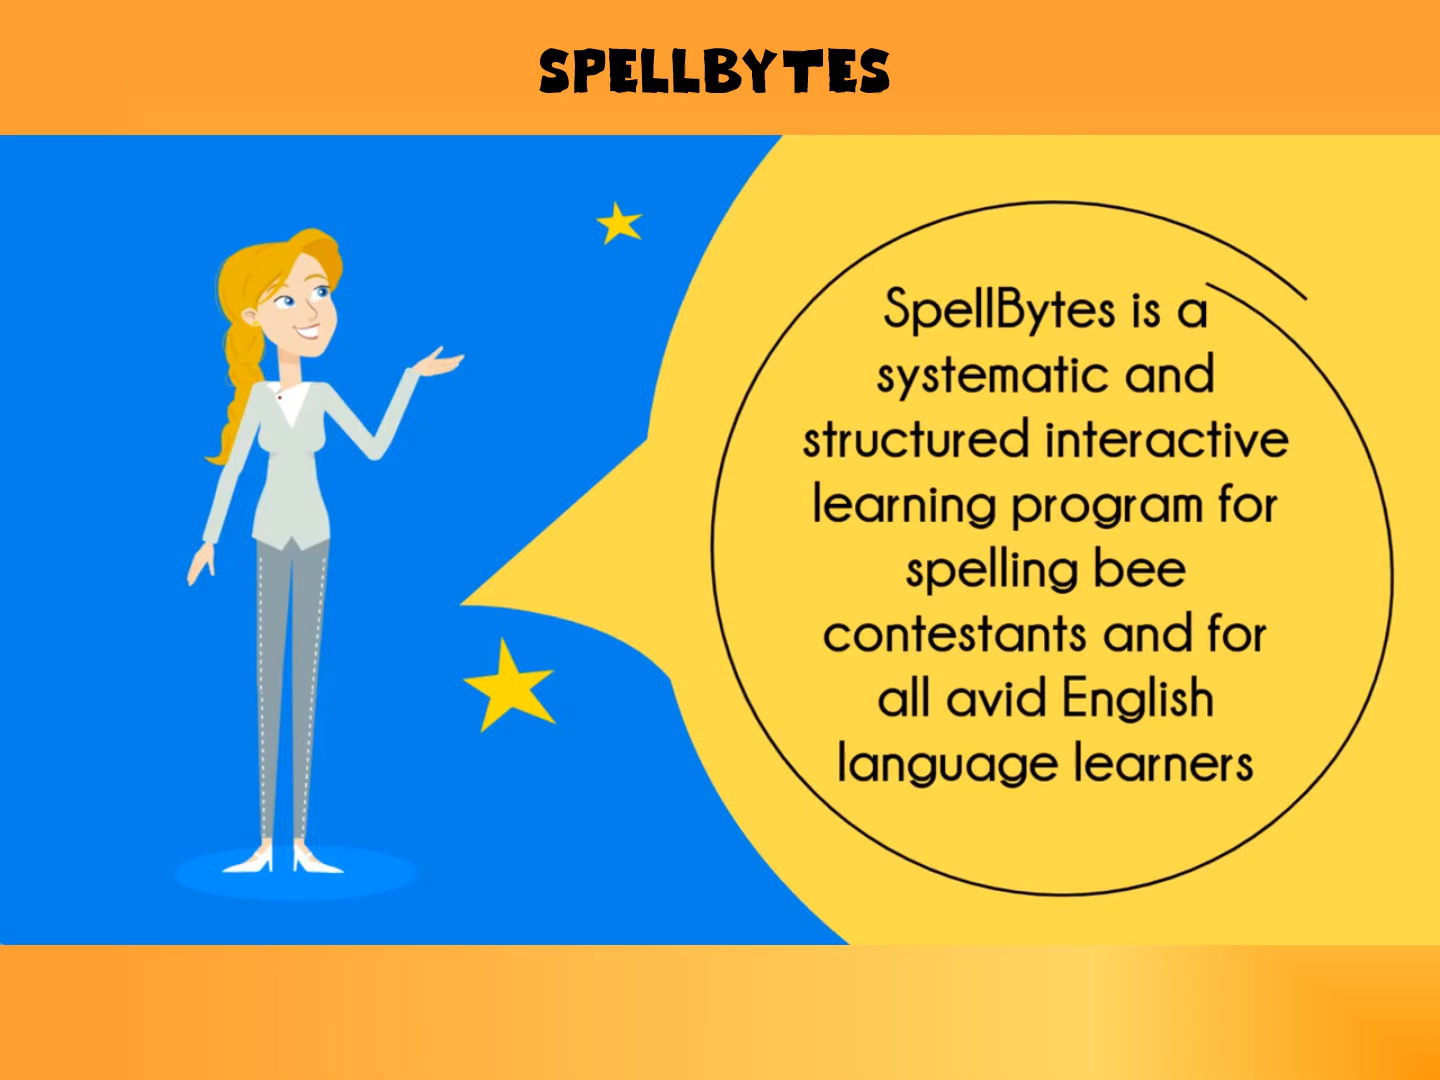 SPELLBYTES
SpellBytes is a
systematic and
structured interactive
learning program for
spelling bee
contestants and for
all avid English
language learners